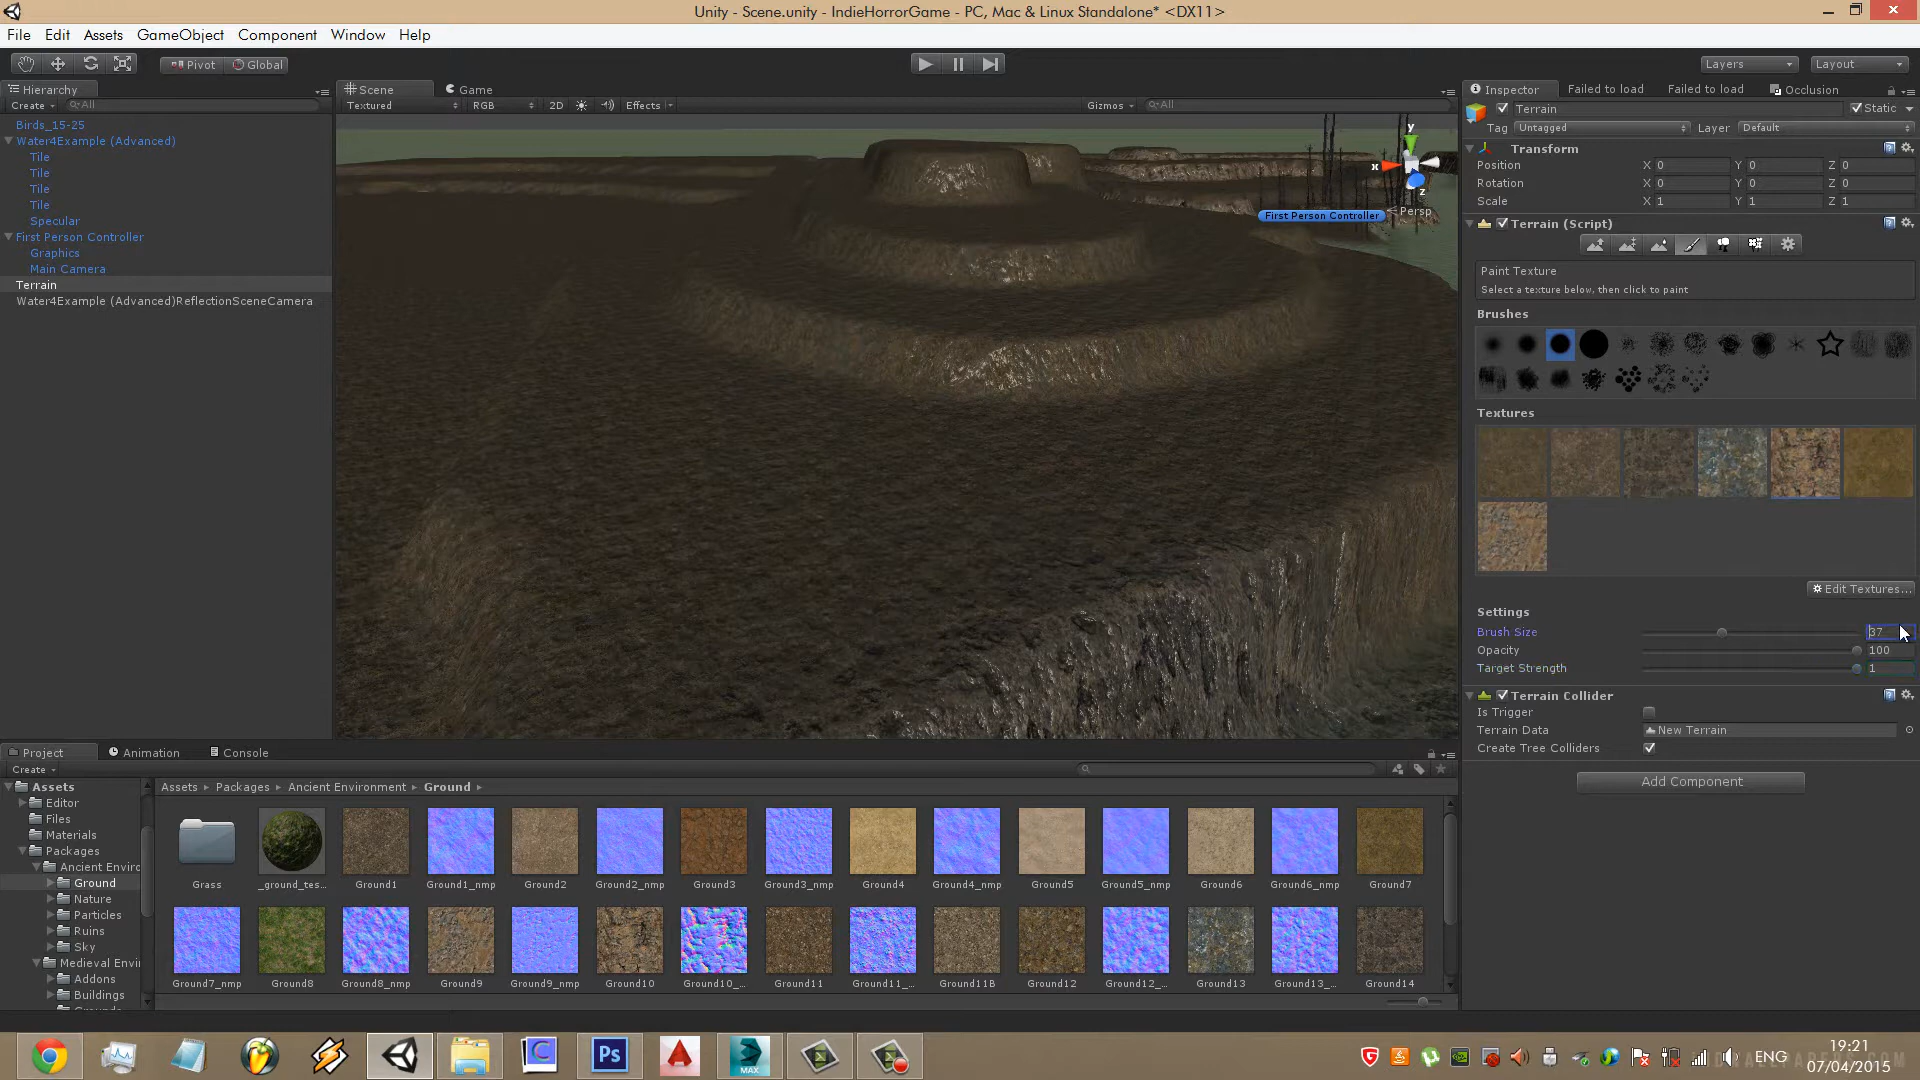 Unity - Scene.unity - IndieHorrorGame - PC, Mac & Linux Standalone* <DX11>
File Edit Assets GameObject Component Window Help
Pivot Global Layers Layout
Hierarchy
Create All
Birds_15-25
Water4Example (Advanced)
Tile
Tile
Tile
Tile
Specular
First Person Controller
Graphics
Main Camera
Terrain
Water4Example (Advanced)ReflectionSceneCamera
Scene Game
Textured RGB 2D Effects Gizmos All
y
x
z
Persp
First Person Controller
Inspector Failed to load Failed to load Occlusion
Terrain Static
Tag Untagged Layer Default
Transform
Position X 0 Y 0 Z 0
Rotation X 0 Y 0 Z 0
Scale X 1 Y 1 Z 1
Terrain (Script)
Paint Texture
Select a texture below, then click to paint
Brushes
Textures
Edit Textures...
Settings
Brush Size 37
Opacity 100
Target Strength 1
Terrain Collider
Is Trigger
Terrain Data New Terrain
Create Tree Colliders
Add Component
Project Animation Console
Create
Assets
Editor
Files
Materials
Packages
Ancient Enviro
Ground
Nature
Particles
Ruins
Sky
Medieval Envi
Addons
Buildings
Assets Packages Ancient Environment Ground
Grass _ground_tes... Ground1 Ground1_nmp Ground2 Ground2_nmp Ground3 Ground3_nmp Ground4 Ground4_nmp Ground5 Ground5_nmp Ground6 Ground6_nmp Ground7
Ground7_nmp Ground8 Ground8_nmp Ground9 Ground9_nmp Ground10 Ground10_... Ground11 Ground11_... Ground11B Ground12 Ground12_... Ground13 Ground13_... Ground14
Ps
MAX
ENG
19:21
07/04/2015